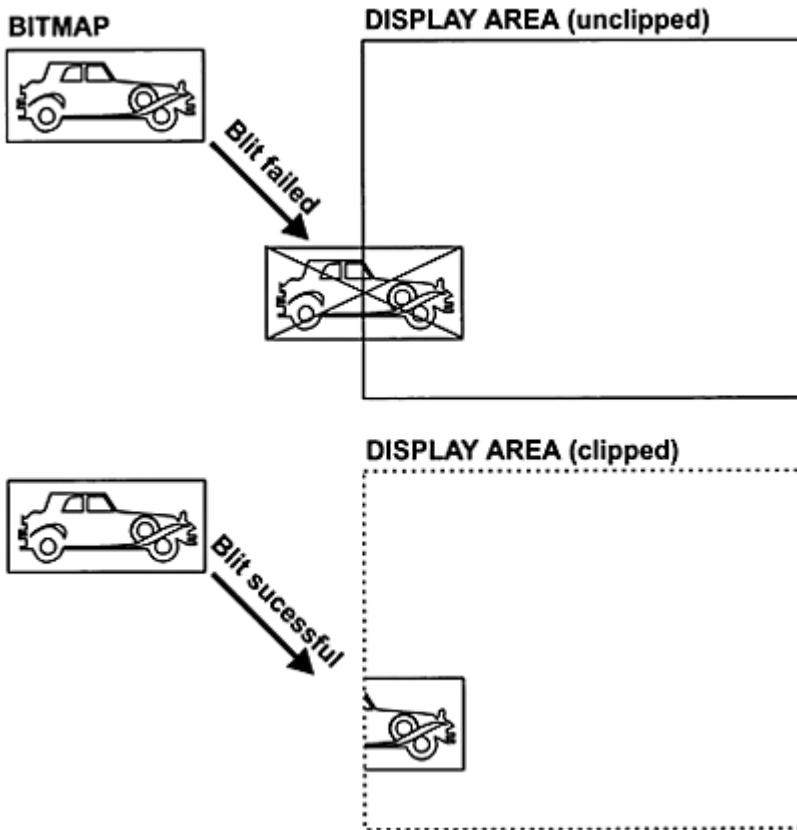 BITMAP
DISPLAY AREA (unclipped)
Blit failed
DISPLAY AREA (clipped)
Blit sucessful